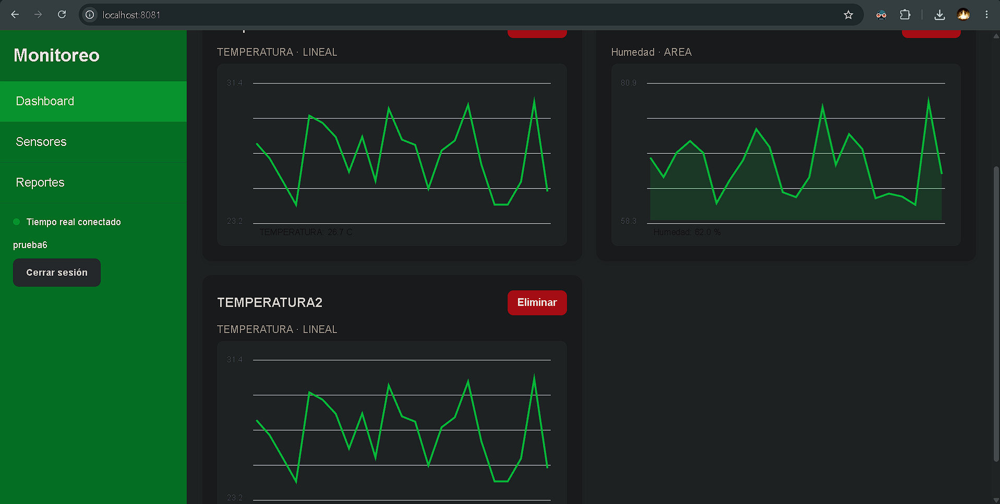 localhost:8081
Monitoreo
Dashboard
Sensores
Reportes
Tiempo real conectado
prueba6
Cerrar sesión
TEMPERATURA · LINEAL
31.4
23.2
TEMPERATURA: 26.7 C
Humedad · AREA
80.9
58.3
Humedad: 62.0 %
TEMPERATURA2
Eliminar
TEMPERATURA · LINEAL
31.4
23.2